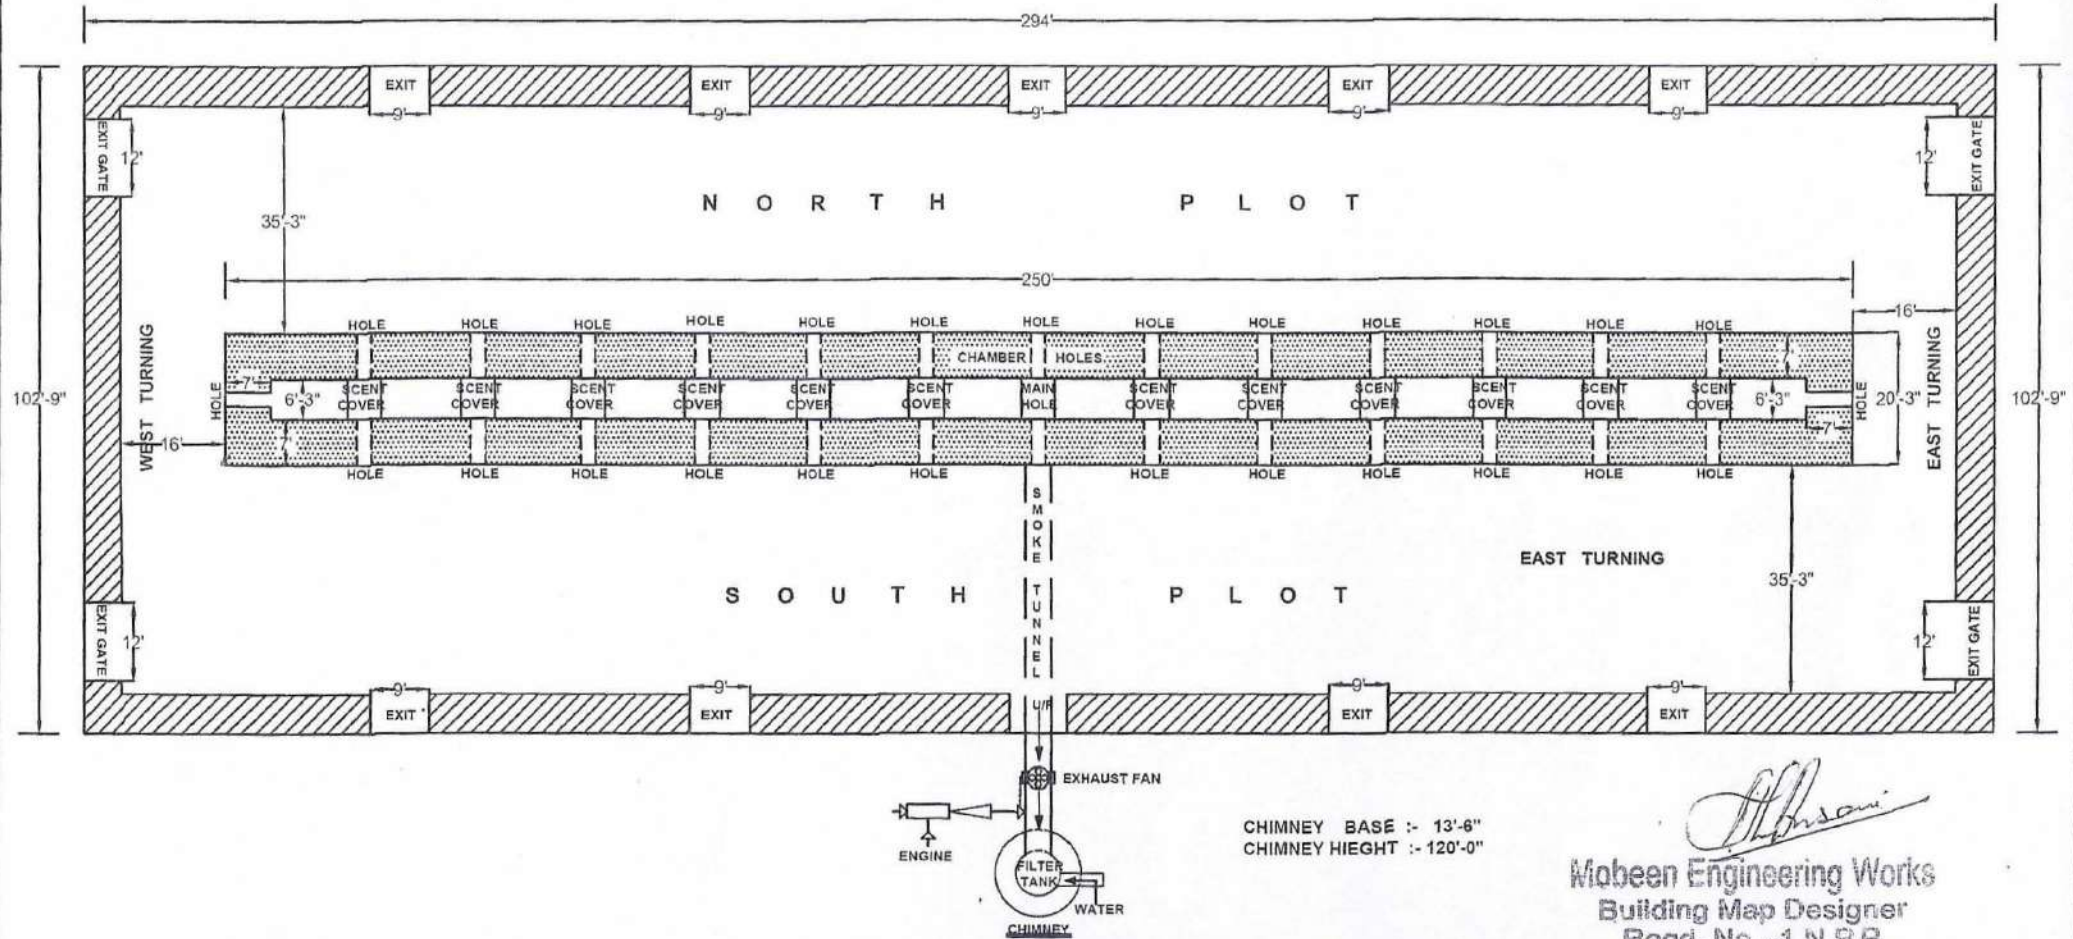 294'
EXIT EXIT EXIT EXIT EXIT
9' 9' 9' 9' 9'
EXIT GATE
12'
12'
EXIT GATE
35'-3"
NORTH PLOT
250'
16'
HOLE HOLE HOLE HOLE HOLE HOLE HOLE HOLE HOLE HOLE HOLE HOLE HOLE
CHAMBER HOLES
7'
7'
SCENT SCENT SCENT SCENT SCENT SCENT MAIN SCENT SCENT SCENT SCENT SCENT SCENT
COVER COVER COVER COVER COVER COVER HOLE COVER COVER COVER COVER COVER COVER
102'-9"
WEST TURNING
HOLE
6'-3"
6'-3"
HOLE
20'-3"
EAST TURNING
102'-9"
7'
16'
7'
HOLE HOLE HOLE HOLE HOLE HOLE HOLE HOLE HOLE HOLE HOLE HOLE
SMOKE TUNNEL
EAST TURNING
35'-3"
SOUTH PLOT
EXIT GATE
12'
12'
EXIT GATE
9' 9' 9' 9'
EXIT EXIT EXIT EXIT
EXHAUST FAN
ENGINE
FILTER
TANK
WATER
CHIMNEY
CHIMNEY BASE :- 13'-6"
CHIMNEY HIEGHT :- 120'-0"
Mobeen Engineering Works
Building Map Designer